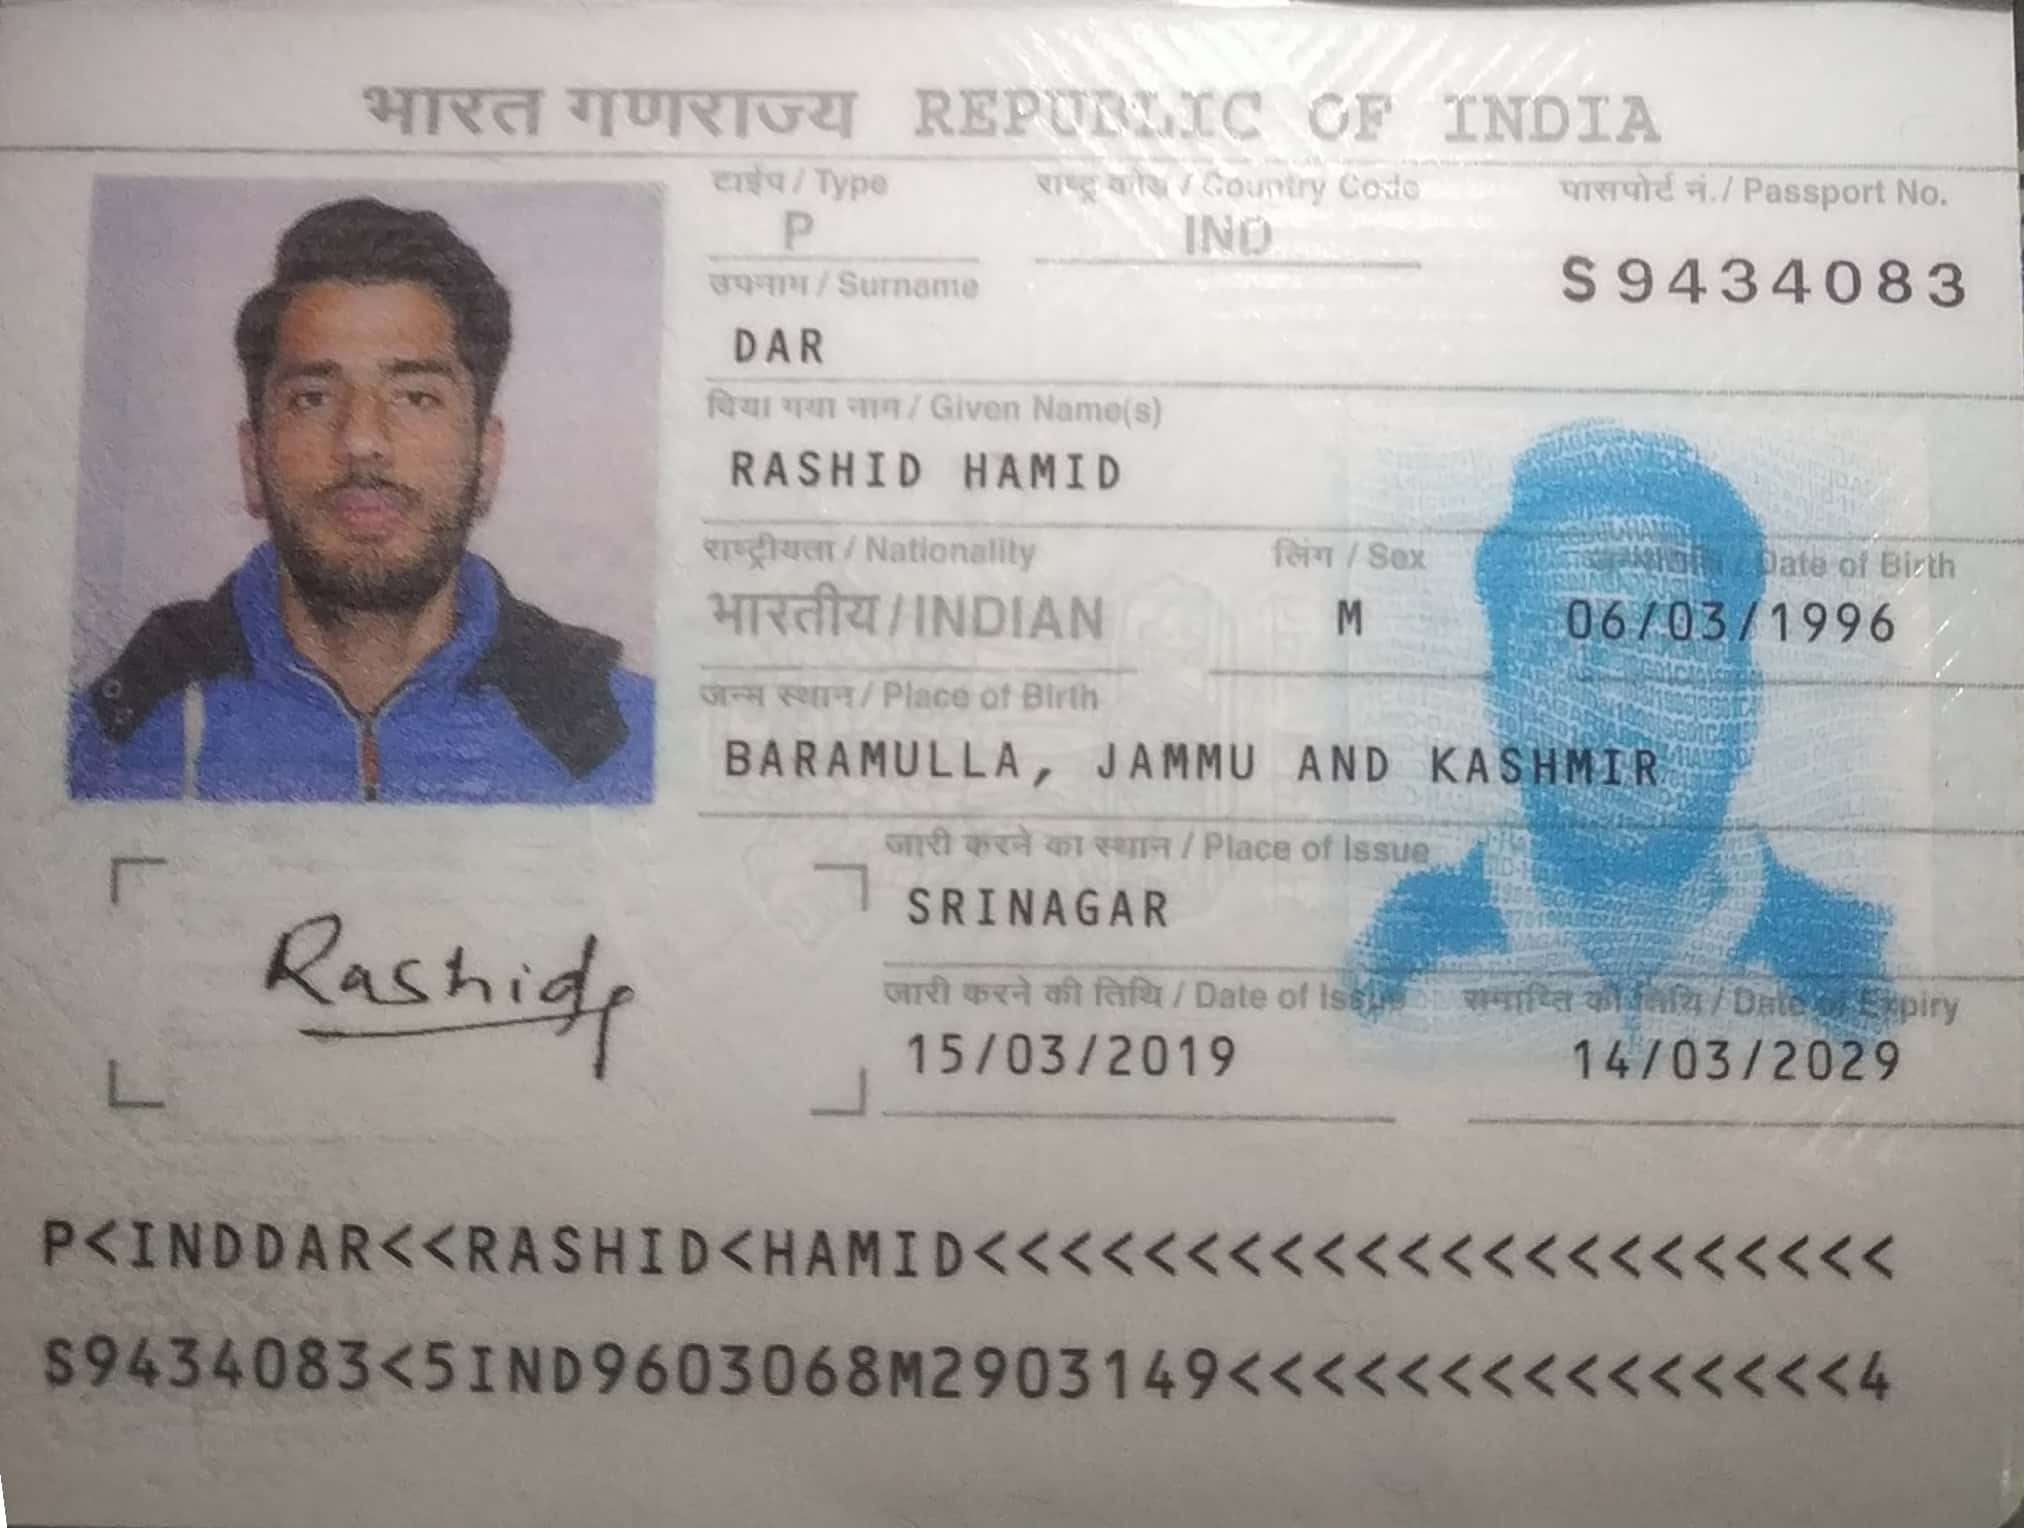 भारत गणराज्य REPUBLIC OF INDIA
टाईप / Type राष्ट्र कोड / Country Code पासपोर्ट नं. / Passport No.
P IND S9434083
उपनाम / Surname
DAR
दिया गया नाम / Given Name(s)
RASHID HAMID
राष्ट्रीयता / Nationality लिंग / Sex जन्मतिथि / Date of Birth
भारतीय / INDIAN M 06/03/1996
जन्म स्थान / Place of Birth
BARAMULLA, JAMMU AND KASHMIR
जारी करने का स्थान / Place of Issue
SRINAGAR
जारी करने की तिथि / Date of Issue समाप्ति की तिथि / Date of Expiry
15/03/2019 14/03/2029
Rashid
P<INDDAR<<RASHID<HAMID<<<<<<<<<<<<<<<<<<<<<<
S9434083<5IND9603068M2903149<<<<<<<<<<<<<<<4